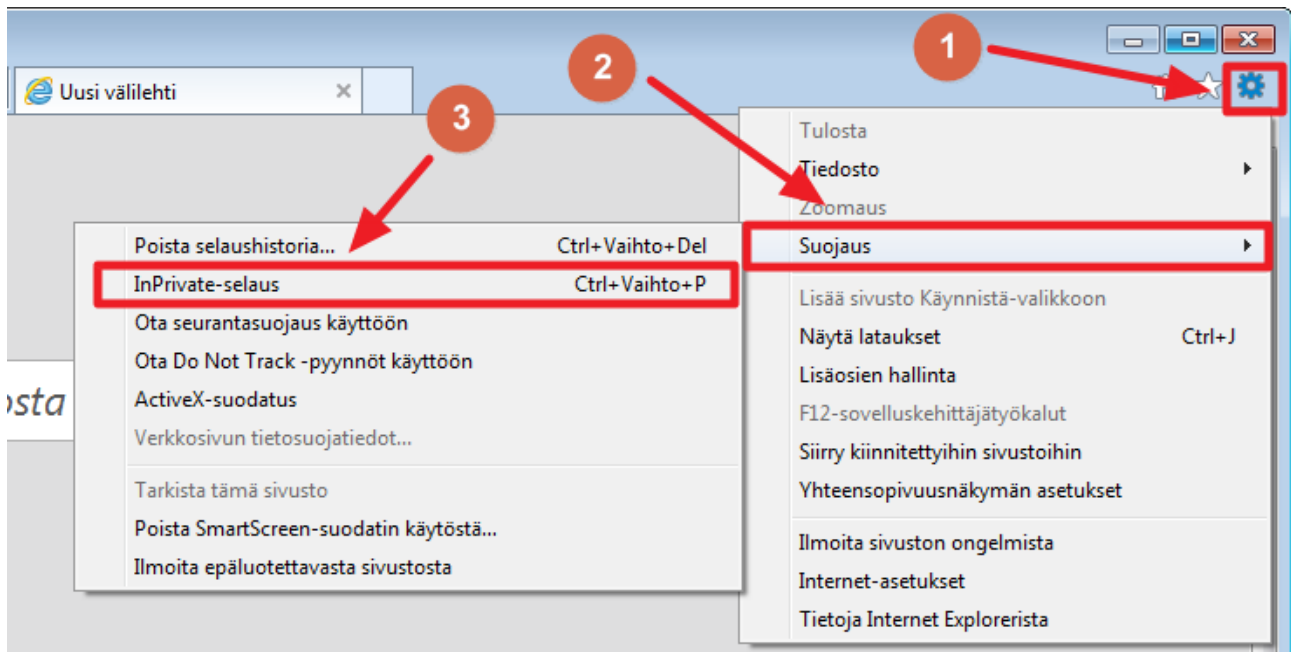 1
2
3
Uusi välilehti
Tulosta
Tiedosto
Zoomaus
Suojaus
Lisää sivusto Käynnistä-valikkoon
Näytä lataukset Ctrl+J
Lisäosien hallinta
F12-sovelluskehittäjätyökalut
Siirry kiinnitettyihin sivustoihin
Yhteensopivuusnäkymän asetukset
Ilmoita sivuston ongelmista
Internet-asetukset
Tietoja Internet Explorerista
Poista selaushistoria... Ctrl+Vaihto+Del
InPrivate-selaus Ctrl+Vaihto+P
Ota seurantasuojaus käyttöön
Ota Do Not Track -pyynnöt käyttöön
ActiveX-suodatus
Verkkosivun tietosuojatiedot...
Tarkista tämä sivusto
Poista SmartScreen-suodatin käytöstä...
Ilmoita epäluotettavasta sivustosta